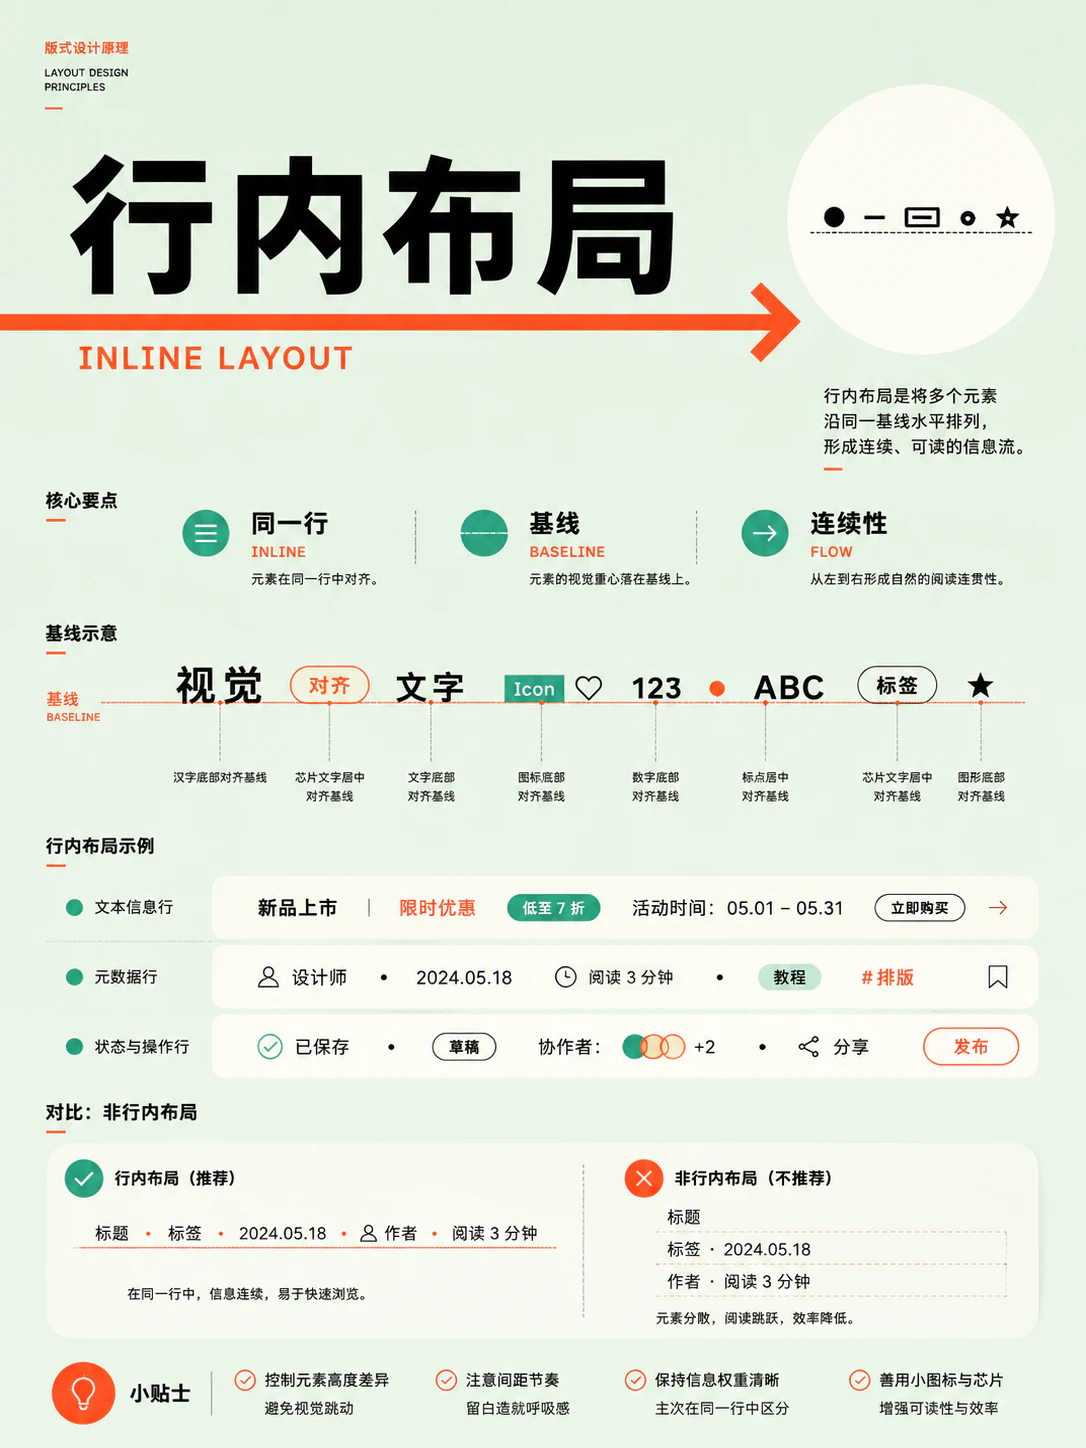 版式设计原理
LAYOUT DESIGN
PRINCIPLES
行内布局
INLINE LAYOUT
行内布局是将多个元素
沿同一基线水平排列，
形成连续、可读的信息流。
核心要点
同一行
INLINE
元素在同一行中对齐。
基线
BASELINE
元素的视觉重心落在基线上。
连续性
FLOW
从左到右形成自然的阅读连贯性。
基线示意
基线
BASELINE
视觉 对齐 文字 Icon 123 ABC 标签
汉字底部对齐基线
芯片文字居中
对齐基线
文字底部
对齐基线
图标底部
对齐基线
数字底部
对齐基线
标点居中
对齐基线
芯片文字居中
对齐基线
图形底部
对齐基线
行内布局示例
文本信息行
新品上市 | 限时优惠 低至 7 折 活动时间：05.01 – 05.31 立即购买 →
元数据行
设计师 • 2024.05.18 阅读 3 分钟 • 教程 #排版
状态与操作行
已保存 • 草稿 协作者： +2 • 分享 发布
对比：非行内布局
行内布局（推荐）
标题 • 标签 • 2024.05.18 • 作者 • 阅读 3 分钟
在同一行中，信息连续，易于快速浏览。
非行内布局（不推荐）
标题
标签 · 2024.05.18
作者 · 阅读 3 分钟
元素分散，阅读跳跃，效率降低。
小贴士
控制元素高度差异
避免视觉跳动
注意间距节奏
留白造就呼吸感
保持信息权重清晰
主次在同一行中区分
善用小图标与芯片
增强可读性与效率